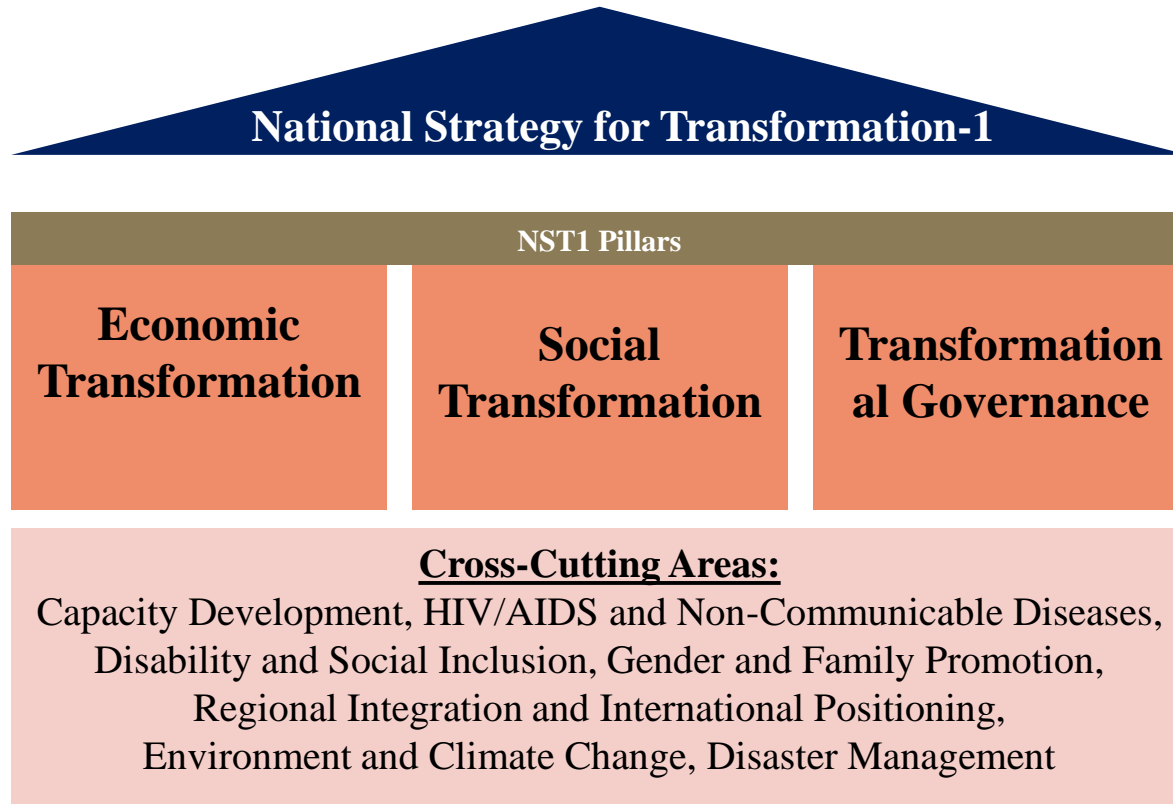 National Strategy for Transformation-1
NST1 Pillars
Economic
Transformation
Social
Transformation
Transformation
al Governance
Cross-Cutting Areas:
Capacity Development, HIV/AIDS and Non-Communicable Diseases,
Disability and Social Inclusion, Gender and Family Promotion,
Regional Integration and International Positioning,
Environment and Climate Change, Disaster Management